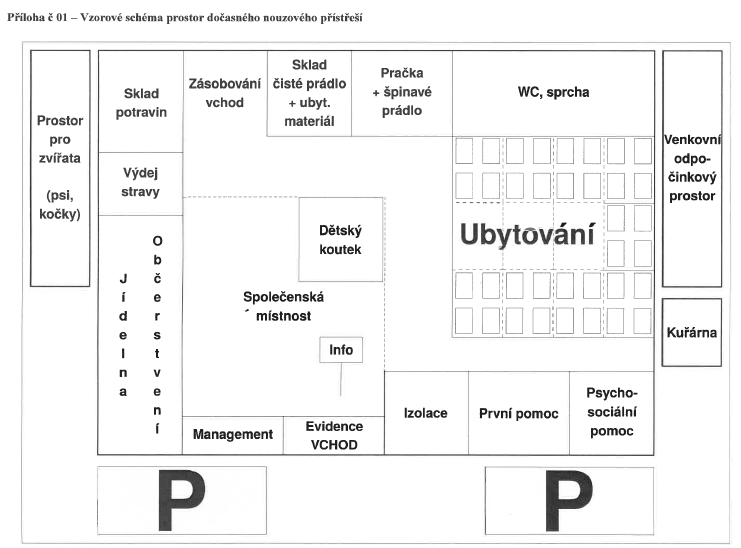 Příloha č 01 – Vzorové schéma prostor dočasného nouzového přístřeší
Prostor
pro
zvířata
(psi,
kočky)
Sklad
potravin
Zásobování
vchod
Sklad
čisté prádlo
+ ubyt.
materiál
Pračka
+ špinavé
prádlo
WC, sprcha
Venkovní
odpo-
činkový
prostor
Výdej
stravy
Dětský
koutek
Ubytování
Jídelna
Občerstvení
Společenská
místnost
Info
Kuřárna
Management
Evidence
VCHOD
Izolace
První pomoc
Psycho-
sociální
pomoc
P
P